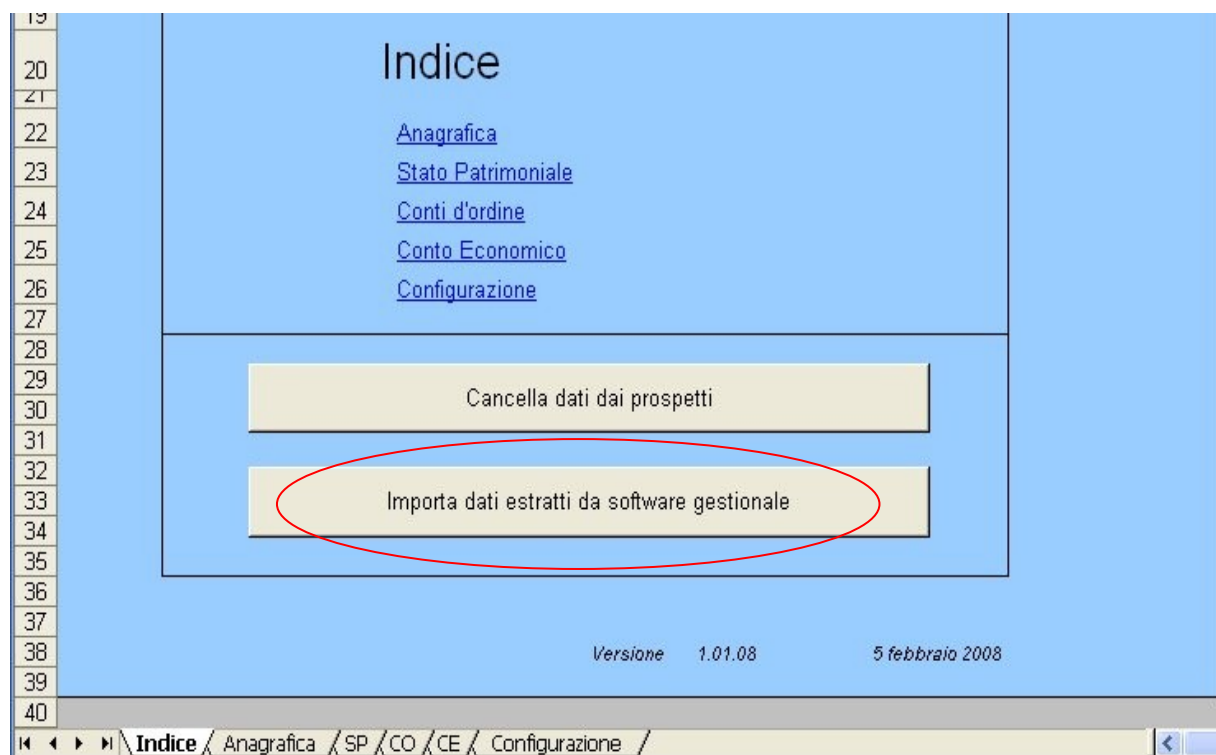 19
20 Indice
21
22 Anagrafica
23 Stato Patrimoniale
24 Conti d'ordine
25 Conto Economico
26 Configurazione
27
28
29
Cancella dati dai prospetti
30
31
32
33 Importa dati estratti da software gestionale
34
35
36
37
38 Versione 1.01.08 5 febbraio 2008
39
40
Indice / Anagrafica / SP / CO / CE / Configurazione /